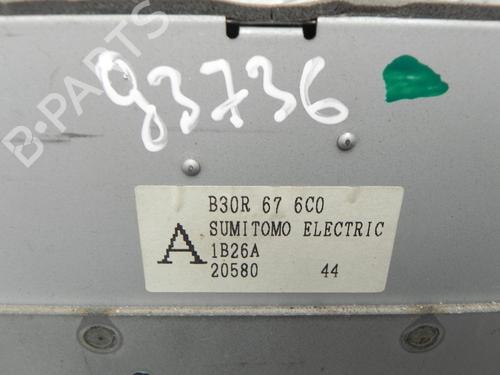 B-PARTS
93736
B30R 67 6C0
A
SUMITOMO ELECTRIC
1B26A
20580 44